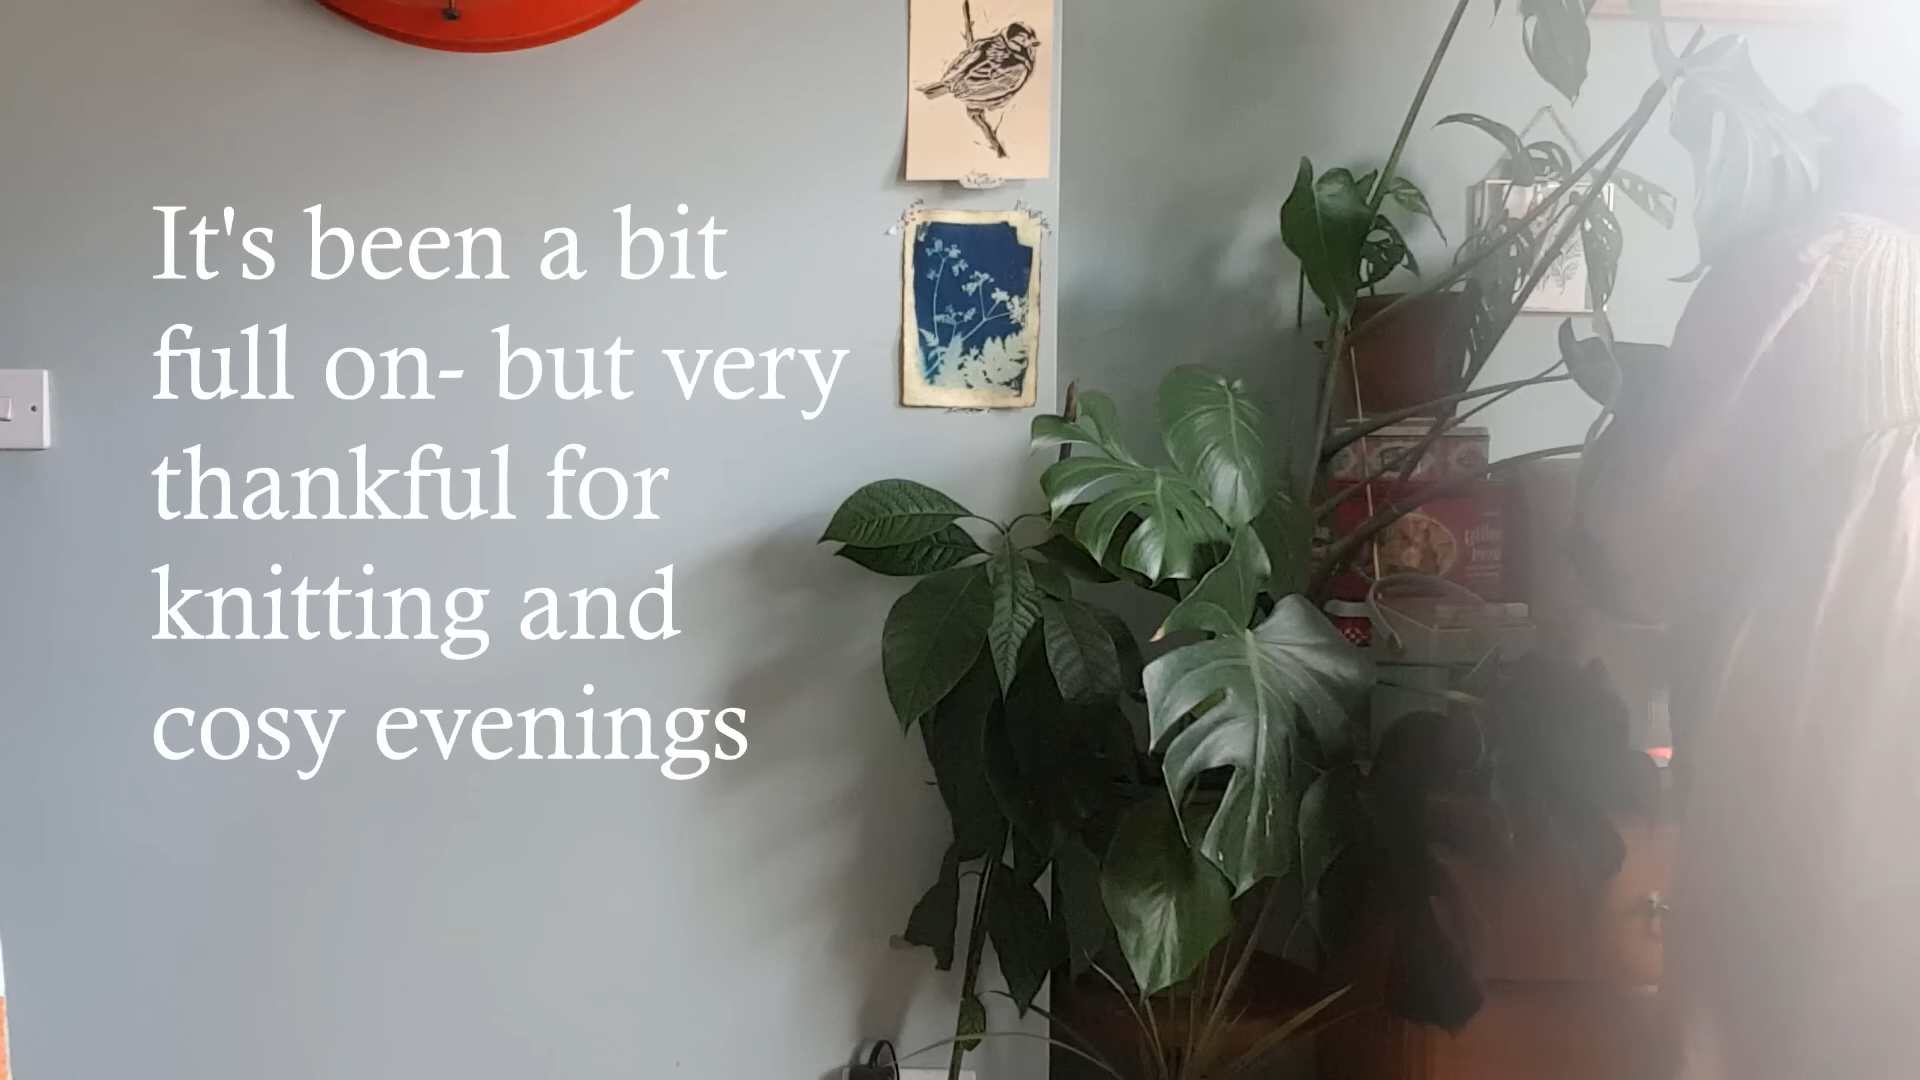 It's been a bit
full on- but very
thankful for
knitting and
cosy evenings